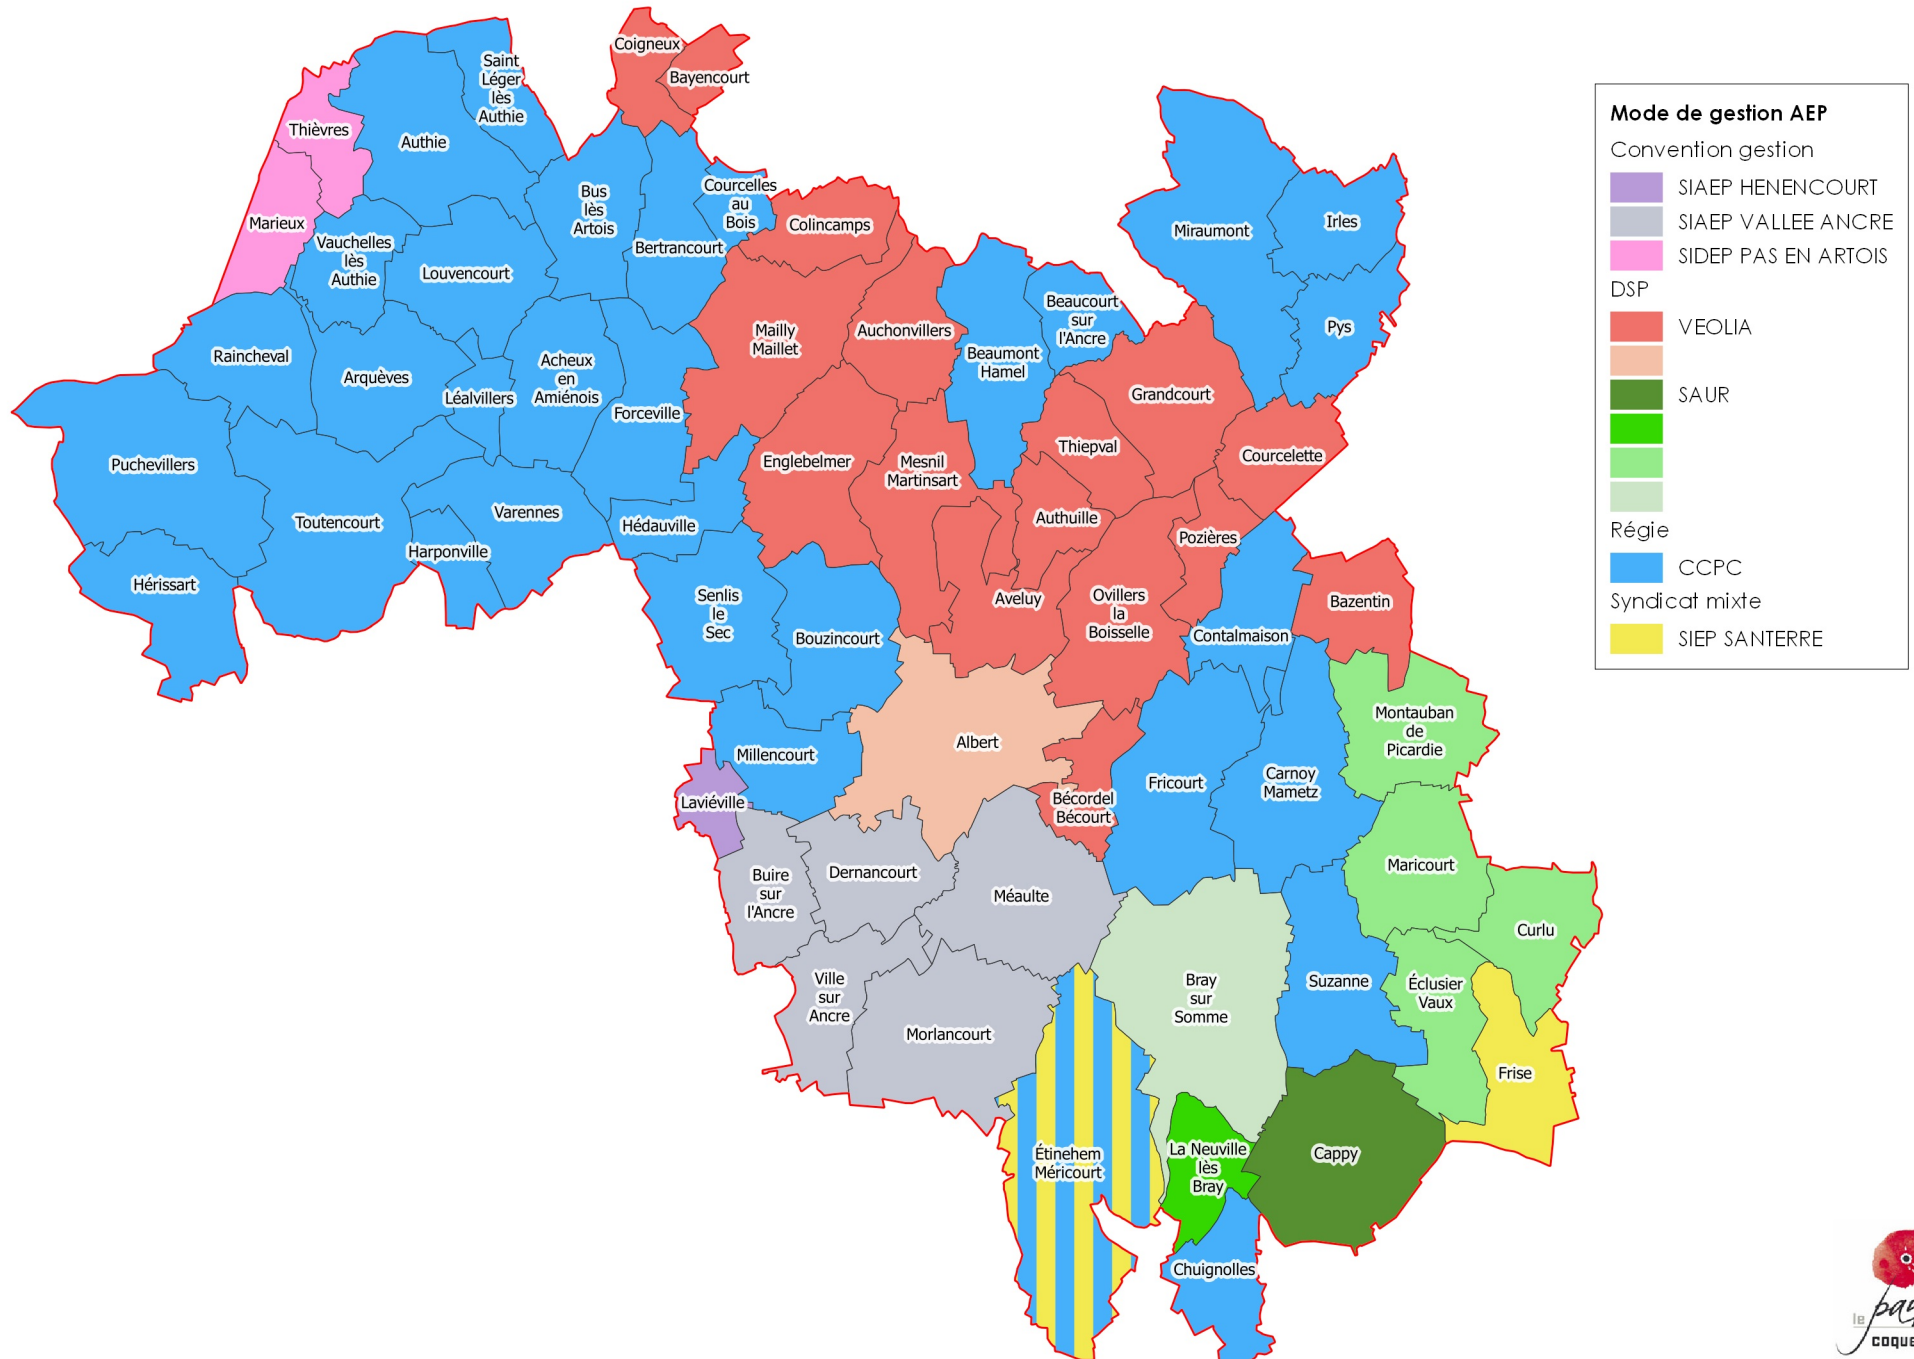 Coigneux
Bayencourt
Saint
Léger
lès
Authie
Thièvres
Authie
Marieux
Vauchelles
lès
Authie
Louvencourt
Bus
lès
Artois
Bertrancourt
Courcelles
au
Bois
Colincamps
Miraumont
Irles
Pys
Raincheval
Arquèves
Léalvillers
Acheux
en
Amiénois
Forceville
Mailly
Maillet
Auchonvillers
Beaumont
Hamel
Beaucourt
sur
l'Ancre
Grandcourt
Thiepval
Courcelette
Puchevillers
Toutencourt
Varennes
Harponville
Hédauville
Englebelmer
Mesnil
Martinsart
Authuille
Pozières
Hérissart
Senlis
le
Sec
Bouzincourt
Aveluy
Ovillers
la
Boisselle
Contalmaison
Bazentin
Millencourt
Albert
Montauban
de
Picardie
Laviéville
Bécordel
Bécourt
Fricourt
Carnoy
Mametz
Buire
sur
l'Ancre
Dernancourt
Méaulte
Maricourt
Curlu
Ville
sur
Ancre
Morlancourt
Bray
sur
Somme
Suzanne
Éclusier
Vaux
Frise
Étinehem
Méricourt
La Neuville
lès
Bray
Cappy
Chuignolles
Mode de gestion AEP
Convention gestion
SIAEP HENENCOURT
SIAEP VALLEE ANCRE
SIDEP PAS EN ARTOIS
DSP
VEOLIA
SAUR
Régie
CCPC
Syndicat mixte
SIEP SANTERRE
le